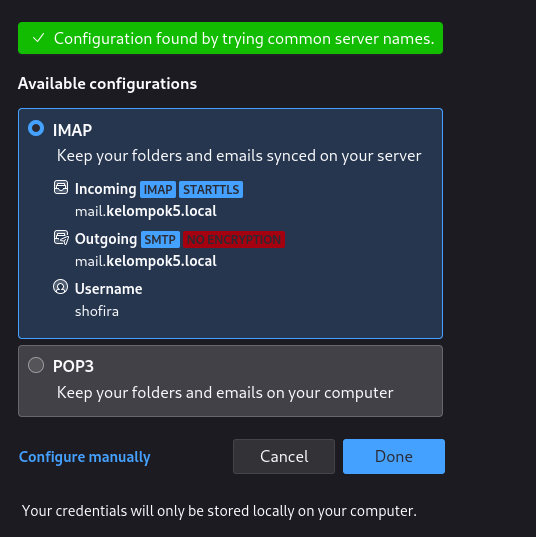 Configuration found by trying common server names.
Available configurations
IMAP
Keep your folders and emails synced on your server
Incoming IMAP STARTTLS
mail.kelompok5.local
Outgoing SMTP NO ENCRYPTION
mail.kelompok5.local
Username
shofira
POP3
Keep your folders and emails on your computer
Configure manually Cancel Done
Your credentials will only be stored locally on your computer.